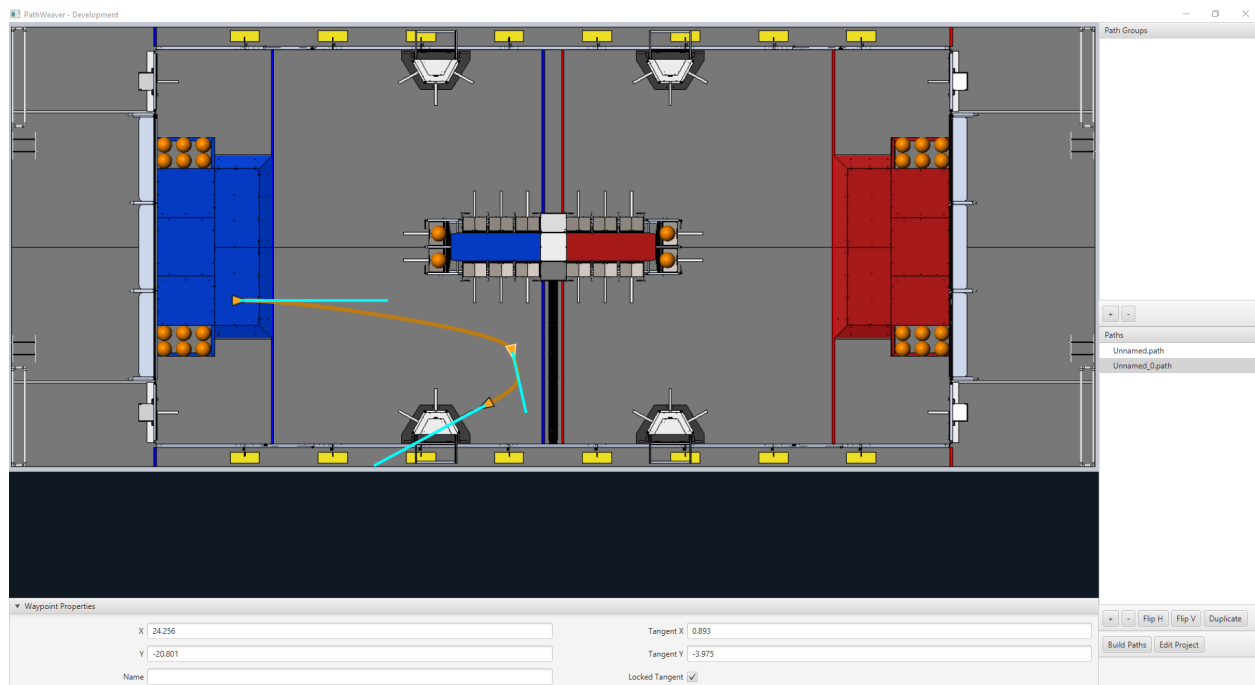 PathWeaver - Development
Path Groups
+ -
Paths
Unnamed.path
Unnamed_0.path
+ - Flip H Flip V Duplicate
Build Paths Edit Project
Waypoint Properties
X 24.256 Tangent X 0.893
Y -20.801 Tangent Y -3.975
Name Locked Tangent